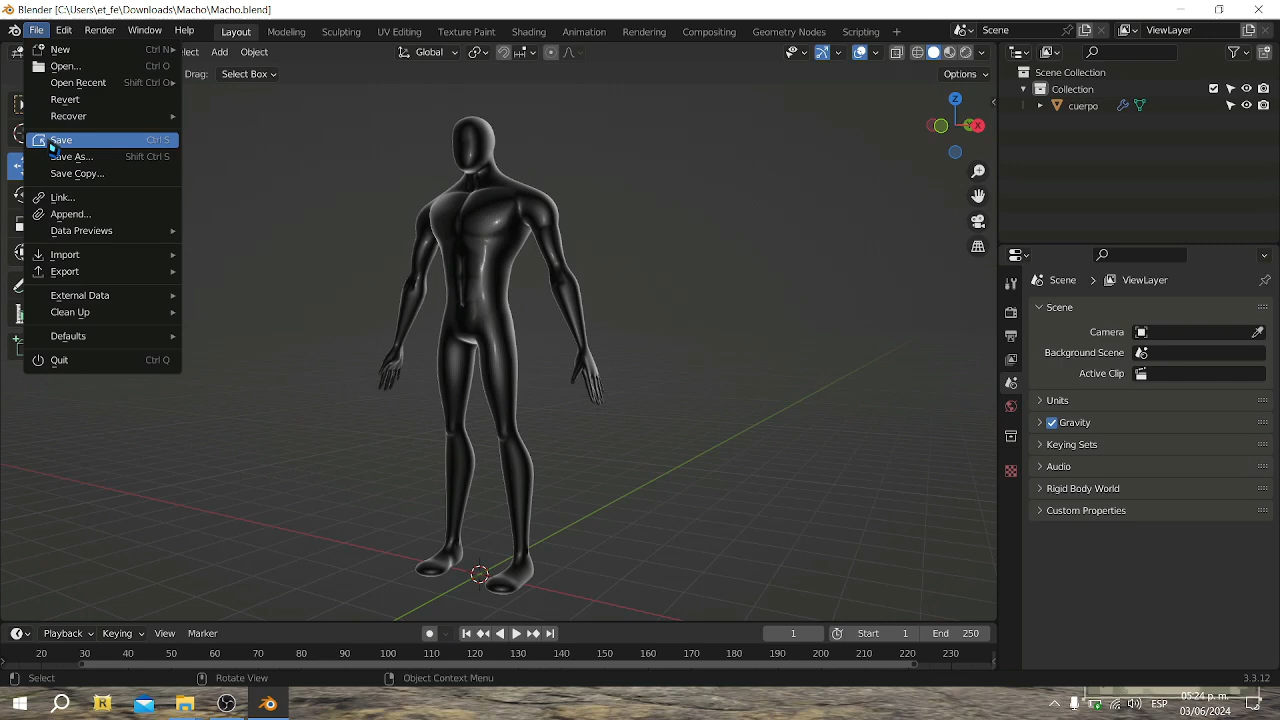 Blender [C:\Users\et_fe\Downloads\Macho\Macho.blend]
File Edit Render Window Help Layout Modeling Sculpting UV Editing Texture Paint Shading Animation Rendering Compositing Geometry Nodes Scripting + Scene ViewLayer
New Ctrl N
Open... Ctrl O
Open Recent Shift Ctrl O
Revert
Recover
Save Ctrl S
Save As... Shift Ctrl S
Save Copy...
Link...
Append...
Data Previews
Import
Export
External Data
Clean Up
Defaults
Quit Ctrl Q
lect Add Object Global
Drag: Select Box Options
Z
Y X
Scene Collection
Collection
cuerpo
Scene > ViewLayer
Scene
Camera
Background Scene
Active Clip
Units
Gravity
Keying Sets
Audio
Rigid Body World
Custom Properties
Playback Keying View Marker 1 Start 1 End 250
20 30 40 50 60 70 80 90 100 110 120 130 140 150 160 170 180 190 200 210 220 230
Select Rotate View Object Context Menu 3.3.12
R ESP 05:24 p. m.
03/06/2024